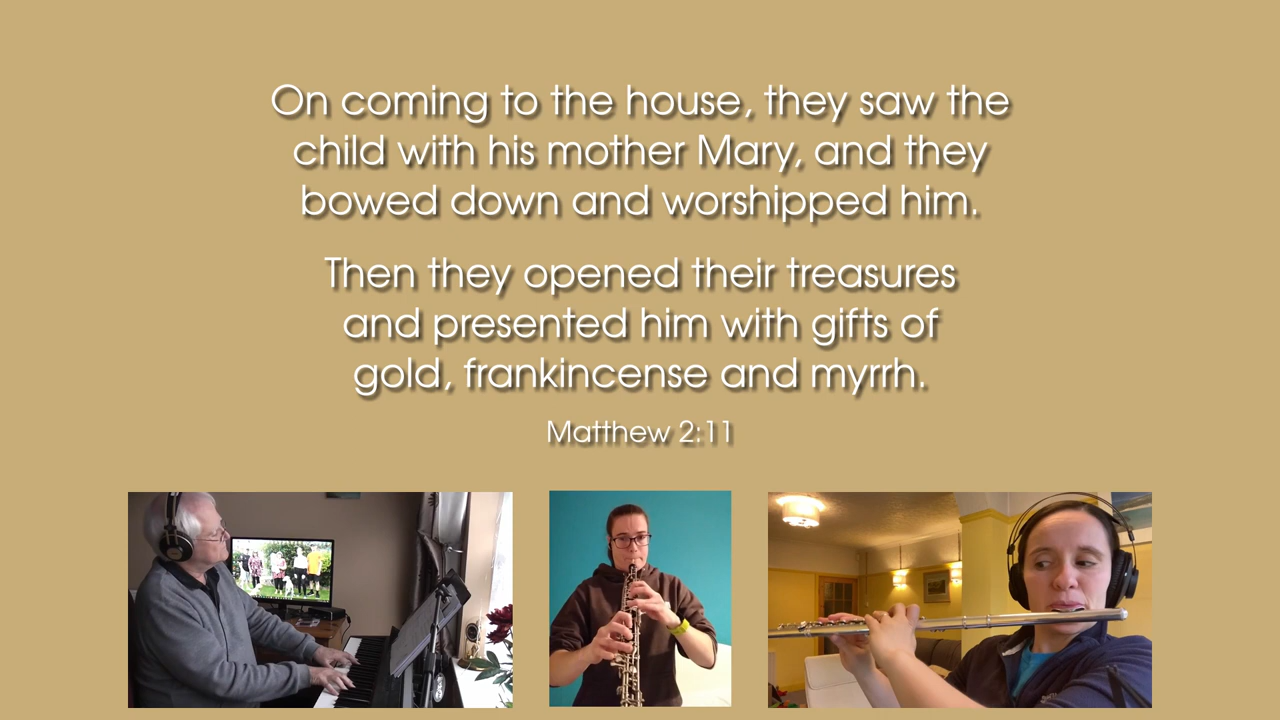 On coming to the house, they saw the
child with his mother Mary, and they
bowed down and worshipped him.
Then they opened their treasures
and presented him with gifts of
gold, frankincense and myrrh.
Matthew 2:11